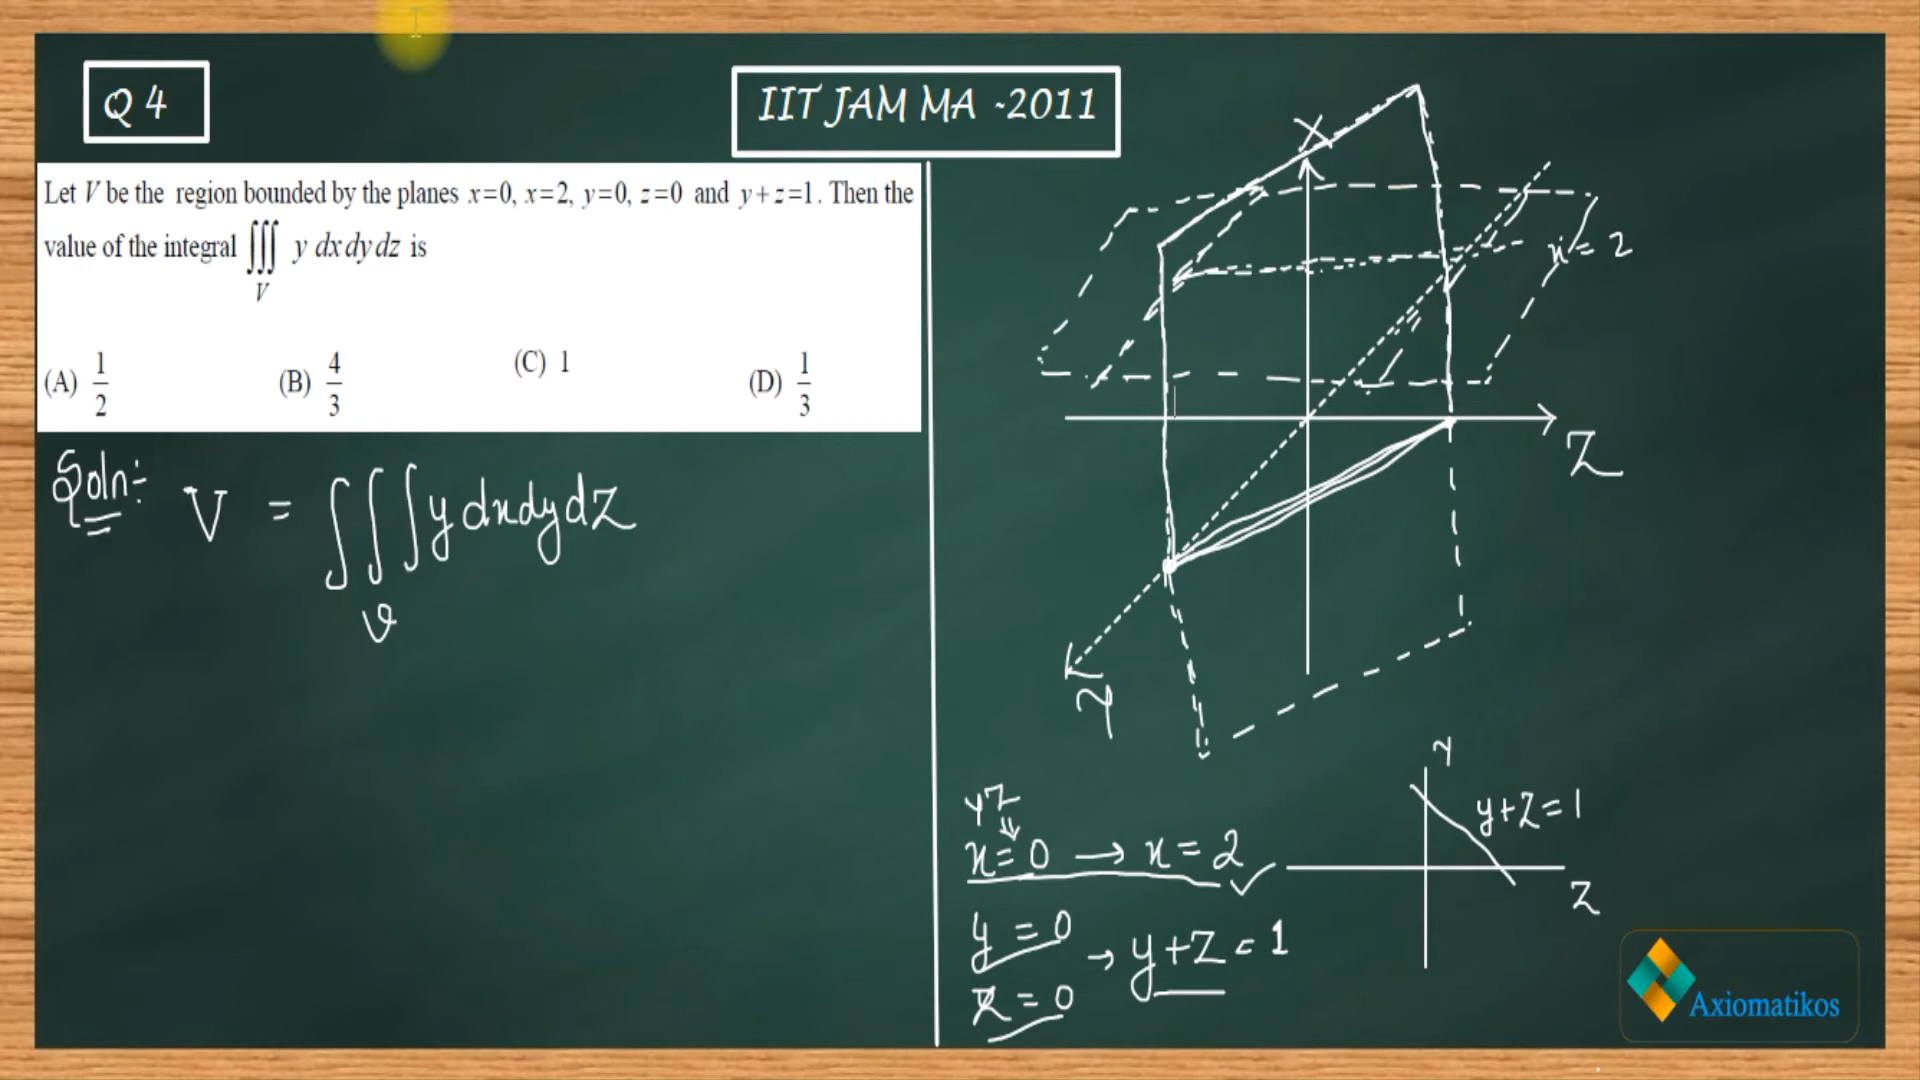 Q 4
IIT JAM MA -2011
Let V be the region bounded by the planes x=0, x=2, y=0, z=0 and y+z=1. Then the
value of the integral ∭_V y dx dy dz is
(A) 1/2 (B) 4/3 (C) 1 (D) 1/3
Soln:- V = ∫∫∫_V y dx dy dz
X
x=2
Z
Y
YZ
⇓
x=0 → x=2 ✓
y=0
→ y+z=1
z=0
Y
y+z=1
Z
Axiomatikos